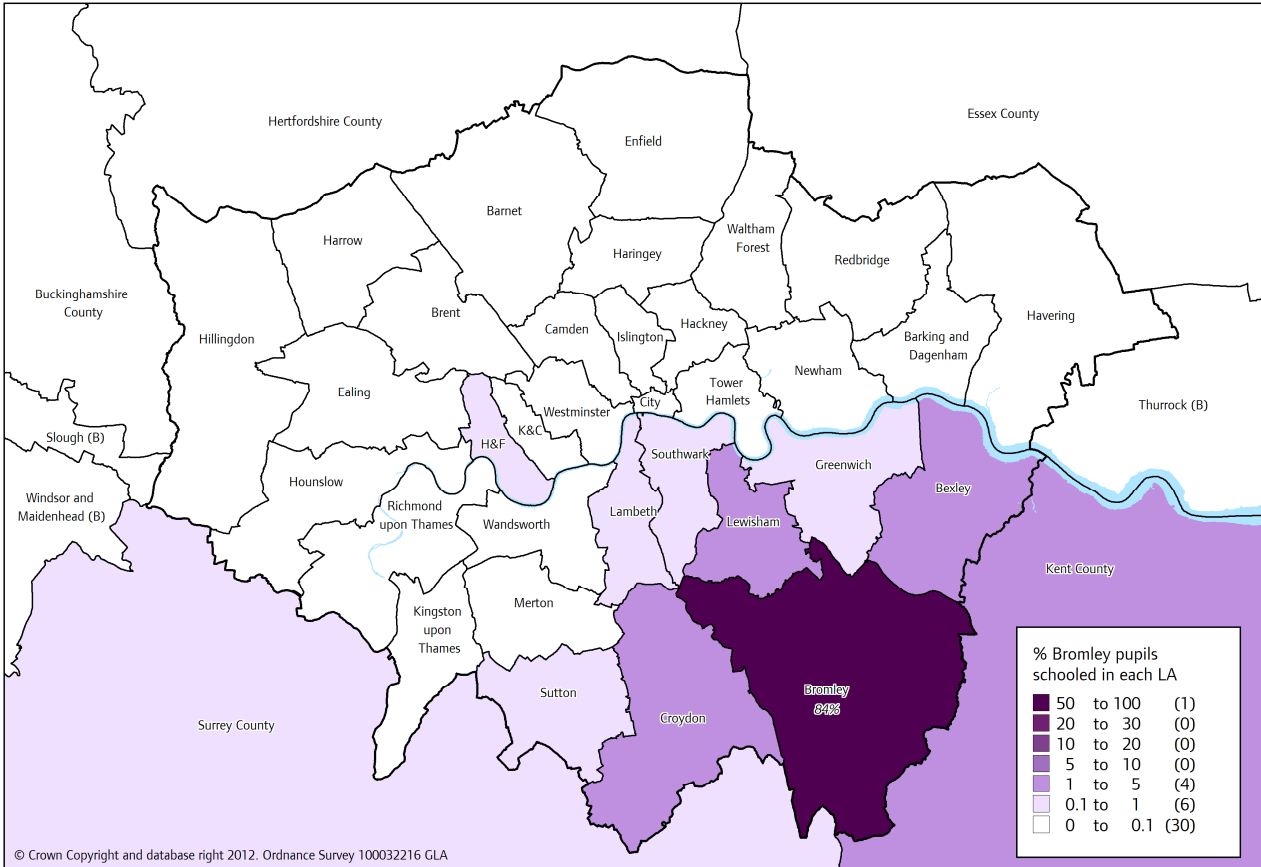 Hertfordshire County
Essex County
Enfield
Barnet
Harrow
Waltham
Forest
Haringey
Redbridge
Buckinghamshire
County
Hillingdon
Brent
Camden
Islington
Hackney
Havering
Barking and
Dagenham
Newham
Ealing
Tower
Hamlets
Westminster
City
Thurrock (B)
K&C
Slough (B)
H&F
Southwark
Greenwich
Hounslow
Bexley
Windsor and
Maidenhead (B)
Richmond
upon Thames
Wandsworth
Lambeth
Lewisham
Kent County
Merton
Kingston
upon
Thames
Sutton
Croydon
Bromley
84%
Surrey County
% Bromley pupils
schooled in each LA
50 to 100 (1)
20 to 30 (0)
10 to 20 (0)
5 to 10 (0)
1 to 5 (4)
0.1 to 1 (6)
0 to 0.1 (30)
© Crown Copyright and database right 2012. Ordnance Survey 100032216 GLA